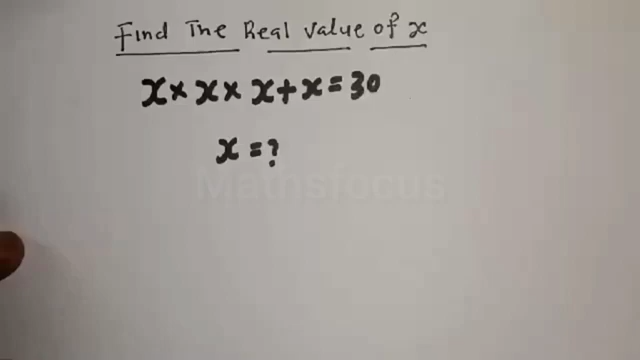 Find The Real Value of x
x × x × x + x = 30
x = ?
Mathsfocus